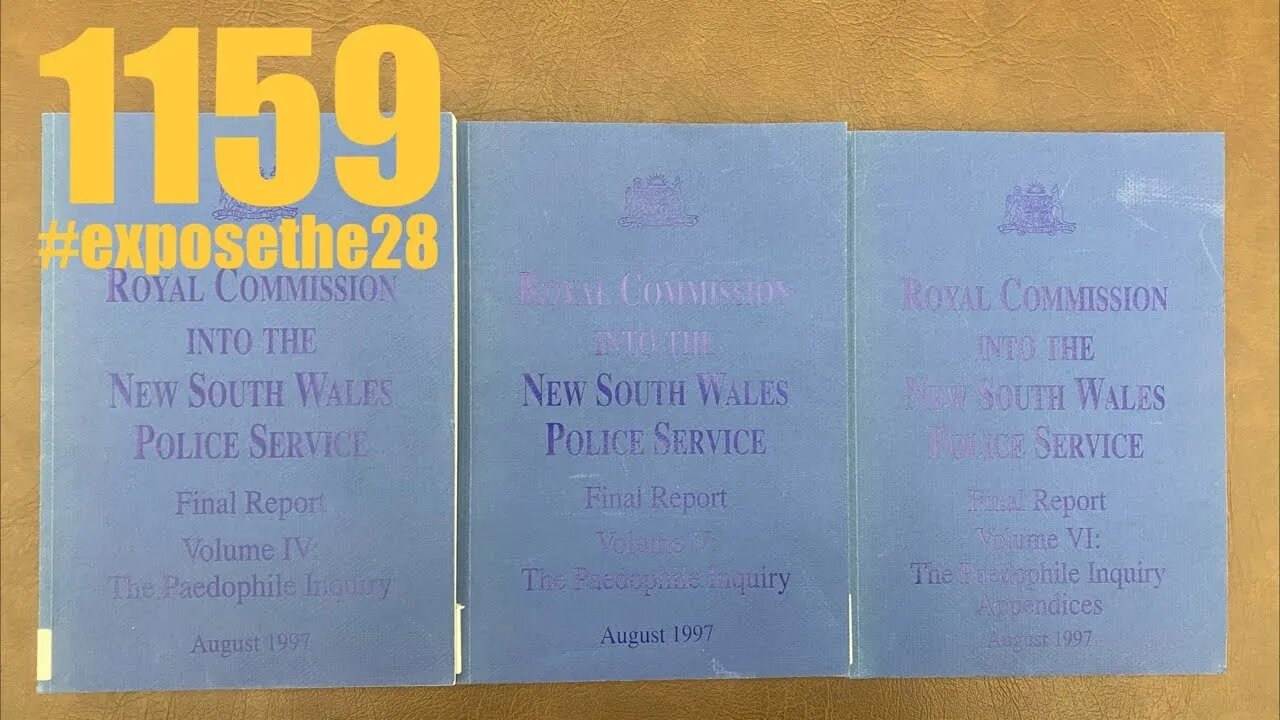 1159
#exposethe28
ROYAL COMMISSION
INTO THE
NEW SOUTH WALES
POLICE SERVICE
Final Report
Volume IV:
The Paedophile Inquiry
August 1997
ROYAL COMMISSION
INTO THE
NEW SOUTH WALES
POLICE SERVICE
Final Report
Volume V:
The Paedophile Inquiry
August 1997
ROYAL COMMISSION
INTO THE
NEW SOUTH WALES
POLICE SERVICE
Final Report
Volume VI:
The Paedophile Inquiry
Appendices
August 1997